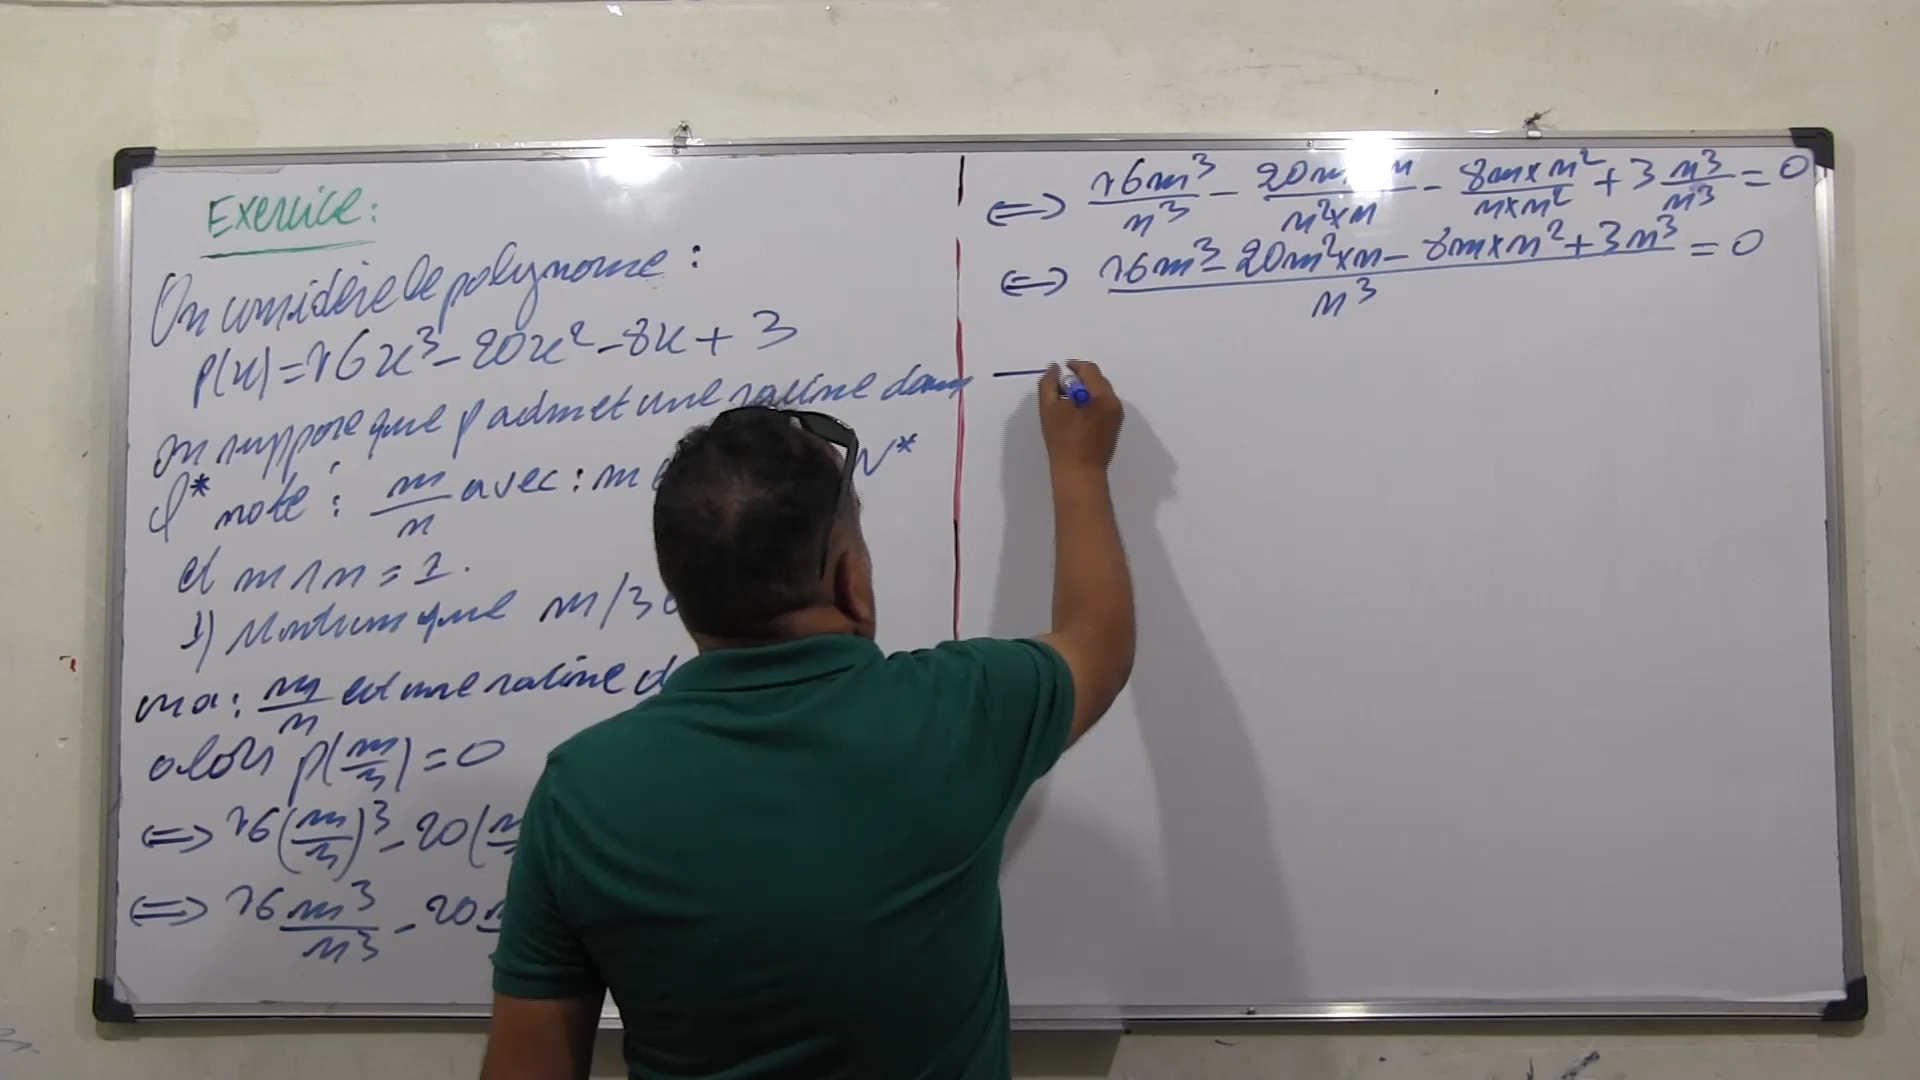 Exercice :
On considère le polynome :
P(x) = 16x³ - 20x² - 8x + 3
on suppose que p admet une racine dans
Q* note : m/n avec : m N*
et m ∧ n = 1.
1) Montrons que m/3
on a : m/n est une racine d
alors p(m/n) = 0
⟺ 16(m/n)³ - 20(m
⟺ 16 m³/n³ - 20
⟺ 16m³/n³ - 20m n/n²×n - 8m×n²/n×n² + 3 n³/n³ = 0
⟺ (16m³ - 20m²×n - 8m×n² + 3n³)/n³ = 0